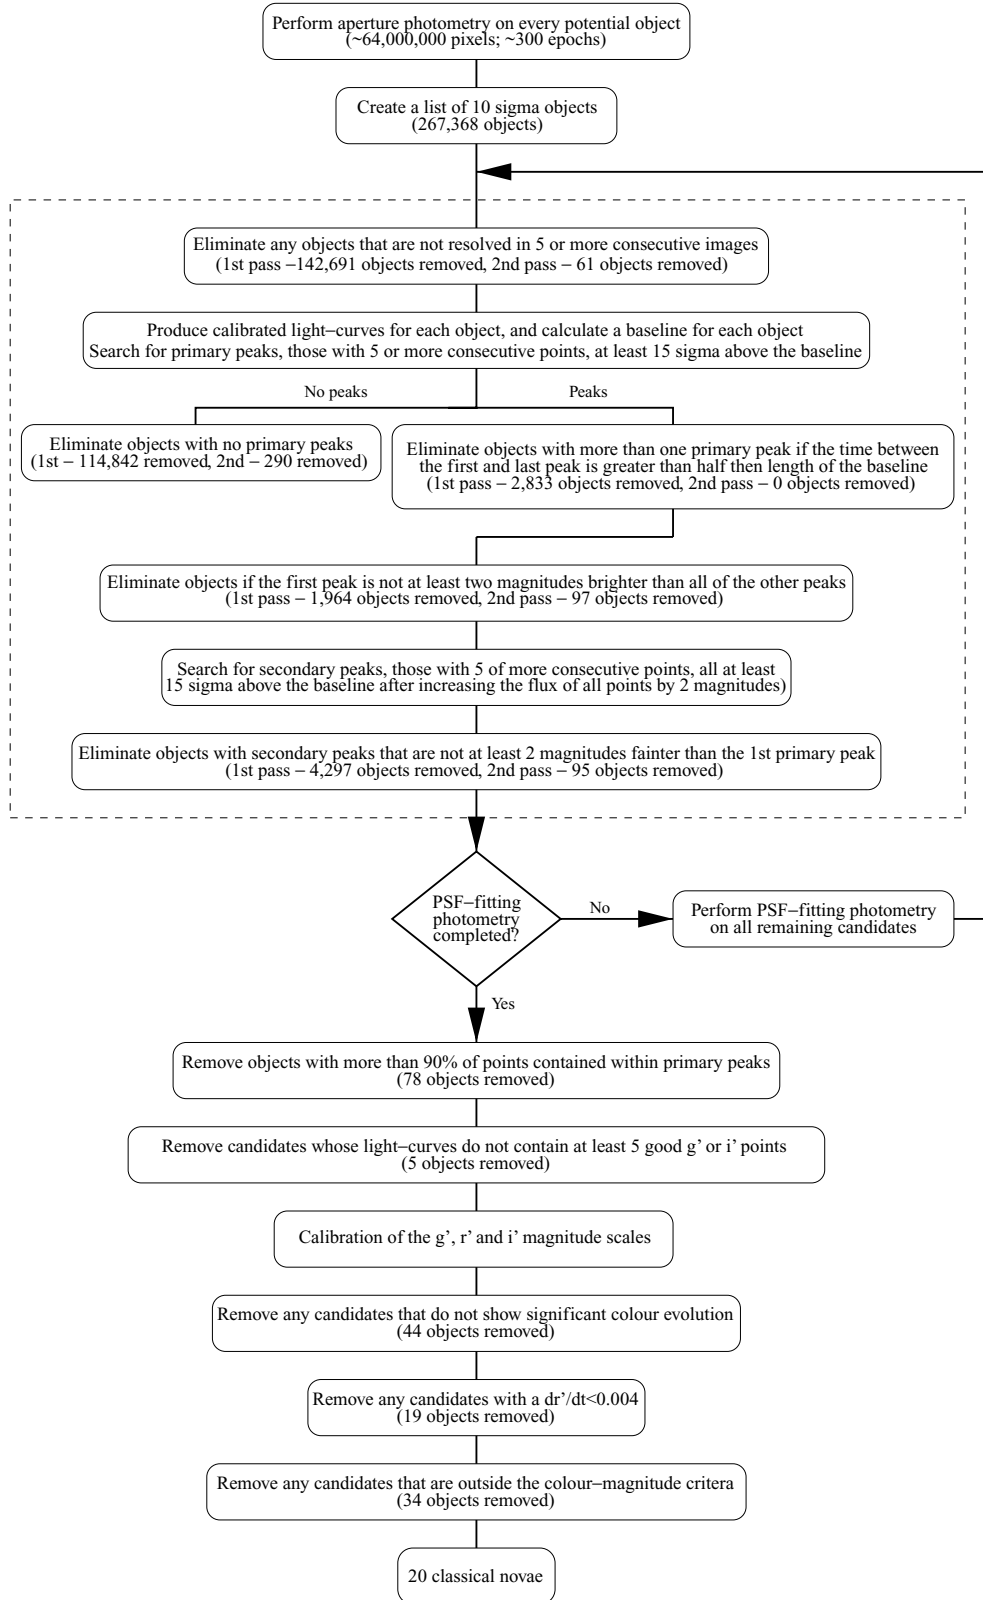 Perform aperture photometry on every potential object
(~64,000,000 pixels; ~300 epochs)
Create a list of 10 sigma objects
(267,368 objects)
Eliminate any objects that are not resolved in 5 or more consecutive images
(1st pass −142,691 objects removed, 2nd pass − 61 objects removed)
Produce calibrated light−curves for each object, and calculate a baseline for each object
Search for primary peaks, those with 5 or more consecutive points, at least 15 sigma above the baseline
No peaks
Peaks
Eliminate objects with no primary peaks
(1st − 114,842 removed, 2nd − 290 removed)
Eliminate objects with more than one primary peak if the time between
the first and last peak is greater than half then length of the baseline
(1st pass − 2,833 objects removed, 2nd pass − 0 objects removed)
Eliminate objects if the first peak is not at least two magnitudes brighter than all of the other peaks
(1st pass − 1,964 objects removed, 2nd pass − 97 objects removed)
Search for secondary peaks, those with 5 of more consecutive points, all at least
15 sigma above the baseline after increasing the flux of all points by 2 magnitudes)
Eliminate objects with secondary peaks that are not at least 2 magnitudes fainter than the 1st primary peak
(1st pass − 4,297 objects removed, 2nd pass − 95 objects removed)
PSF−fitting
photometry
completed?
No
Perform PSF−fitting photometry
on all remaining candidates
Yes
Remove objects with more than 90% of points contained within primary peaks
(78 objects removed)
Remove candidates whose light−curves do not contain at least 5 good g’ or i’ points
(5 objects removed)
Calibration of the g’, r’ and i’ magnitude scales
Remove any candidates that do not show significant colour evolution
(44 objects removed)
Remove any candidates with a dr’/dt<0.004
(19 objects removed)
Remove any candidates that are outside the colour−magnitude critera
(34 objects removed)
20 classical novae